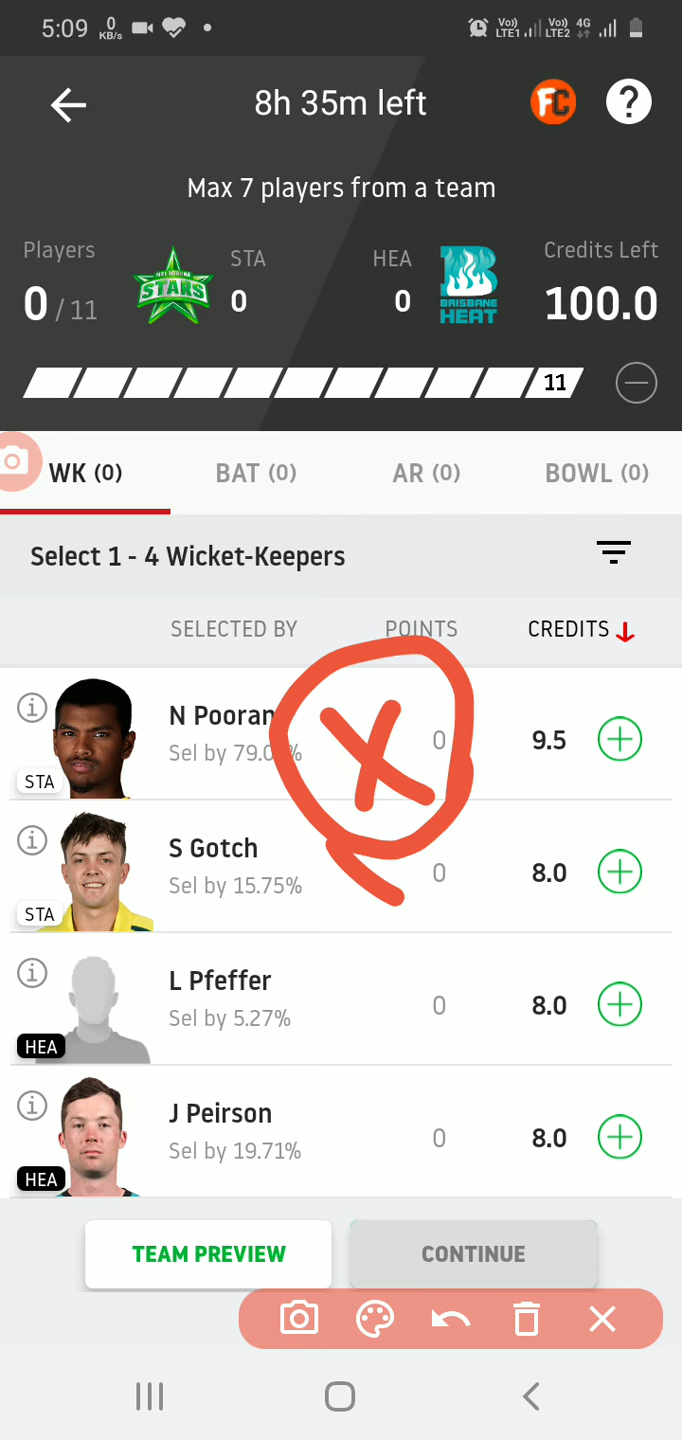 5:09 0 KB/s Vo)) LTE1 Vo)) LTE2 4G
8h 35m left FC ?
Max 7 players from a team
Players STA HEA Credits Left
0 / 11 MELBOURNE STARS 0 0 BRISBANE HEAT 100.0
11
WK (0) BAT (0) AR (0) BOWL (0)
Select 1 - 4 Wicket-Keepers
SELECTED BY POINTS CREDITS
N Pooran
Sel by 79.0 % 0 9.5
STA
X
S Gotch
Sel by 15.75% 0 8.0
STA
L Pfeffer
Sel by 5.27% 0 8.0
HEA
J Peirson
Sel by 19.71% 0 8.0
HEA
TEAM PREVIEW CONTINUE